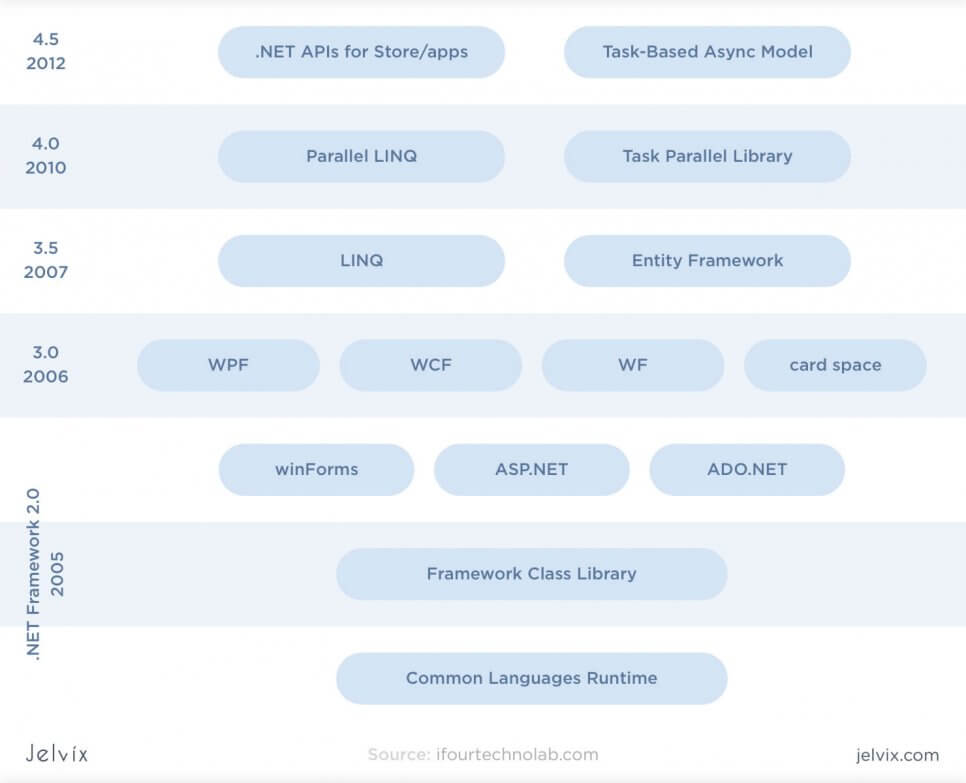 4.5
2012
.NET APIs for Store/apps
Task-Based Async Model
4.0
2010
Parallel LINQ
Task Parallel Library
3.5
2007
LINQ
Entity Framework
3.0
2006
WPF
WCF
WF
card space
.NET Framework 2.0
2005
winForms
ASP.NET
ADO.NET
Framework Class Library
Common Languages Runtime
Jelvix
Source: ifourtechnolab.com
jelvix.com